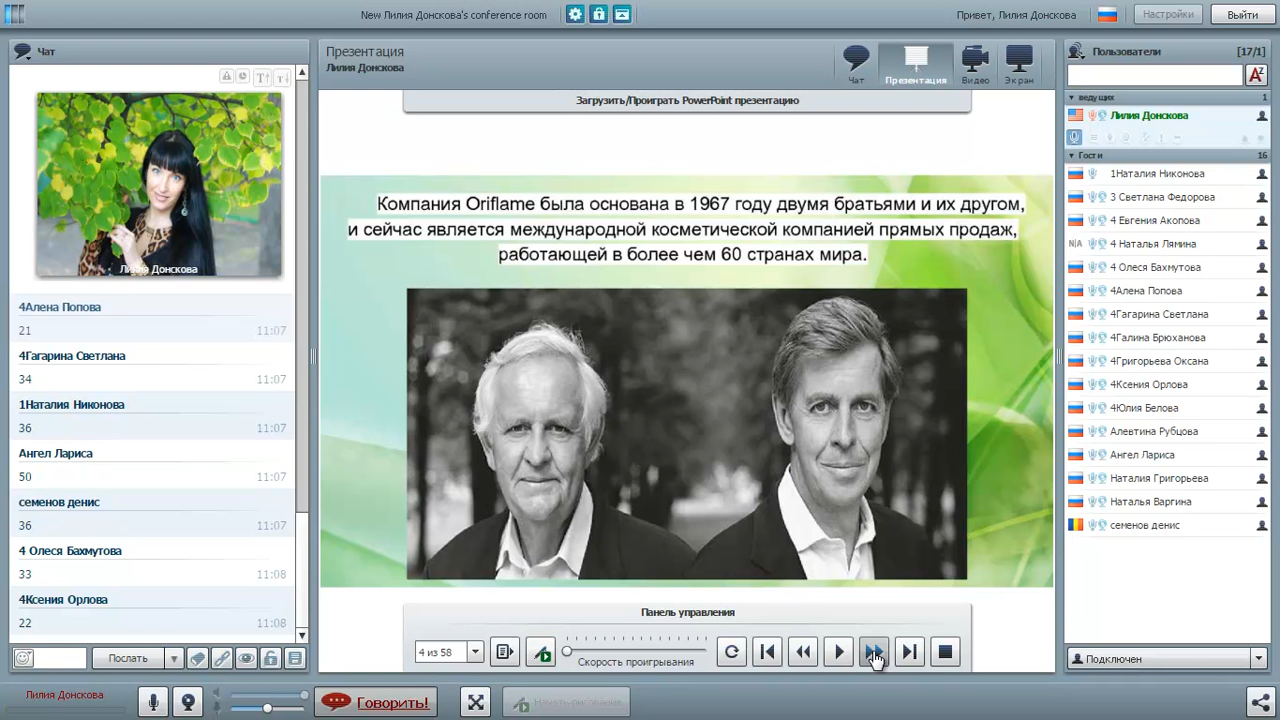 New Лилия Донскова's conference room
Привет, Лилия Донскова
Настройки
Выйти
Чат
Лилия Донскова
4Алена Попова
21 11:07
4Гагарина Светлана
34 11:07
1Наталия Никонова
36 11:07
Ангел Лариса
50 11:07
семенов денис
36 11:07
4 Олеся Бахмутова
33 11:08
4Ксения Орлова
22 11:08
Послать
Презентация
Лилия Донскова
Чат
Презентация
Видео
Экран
Загрузить/Проиграть PowerPoint презентацию
Компания Oriflame была основана в 1967 году двумя братьями и их другом,
и сейчас является международной косметической компанией прямых продаж,
работающей в более чем 60 странах мира.
Панель управления
4 из 58
Скорость проигрывания
Пользователи [17/1]
ведущих 1
Лилия Донскова
Гости 16
1Наталия Никонова
3 Светлана Федорова
4 Евгения Акопова
N/A 4 Наталья Лямина
4 Олеся Бахмутова
4Алена Попова
4Гагарина Светлана
4Галина Брюханова
4Григорьева Оксана
4Ксения Орлова
4Юлия Белова
Алевтина Рубцова
Ангел Лариса
Наталия Григорьева
Наталья Варгина
семенов денис
Подключен
Лилия Донскова
Говорить!